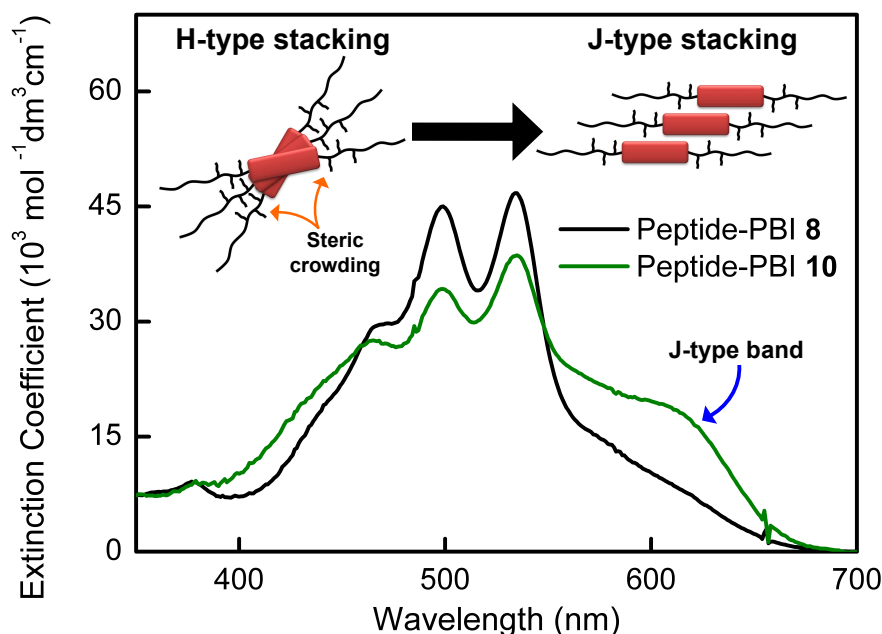 H-type stacking
J-type stacking
Steric
crowding
Peptide-PBI 8
Peptide-PBI 10
J-type band
Extinction Coefficient (10³ mol⁻¹dm³cm⁻¹)
60
45
30
15
0
400
500
600
700
Wavelength (nm)